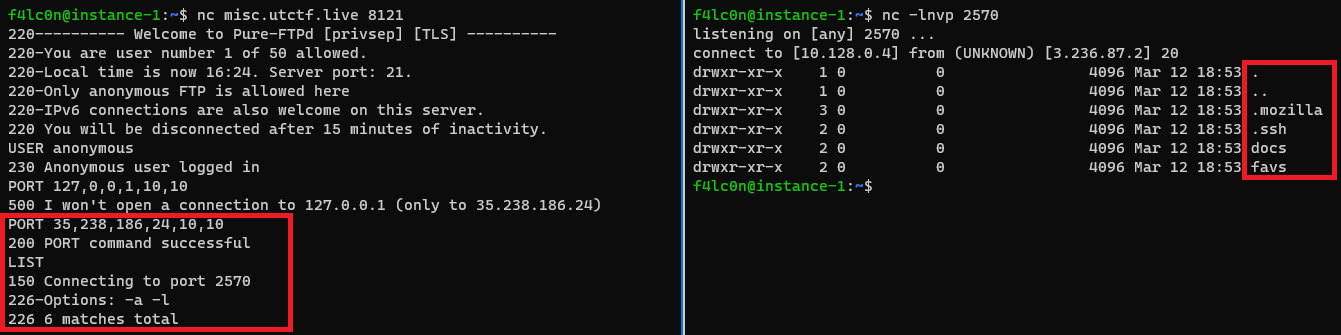 f4lc0n@instance-1:~$ nc misc.utctf.live 8121
220---------- Welcome to Pure-FTPd [privsep] [TLS] ----------
220-You are user number 1 of 50 allowed.
220-Local time is now 16:24. Server port: 21.
220-Only anonymous FTP is allowed here
220-IPv6 connections are also welcome on this server.
220 You will be disconnected after 15 minutes of inactivity.
USER anonymous
230 Anonymous user logged in
PORT 127,0,0,1,10,10
500 I won't open a connection to 127.0.0.1 (only to 35.238.186.24)
PORT 35,238,186,24,10,10
200 PORT command successful
LIST
150 Connecting to port 2570
226-Options: -a -l
226 6 matches total
f4lc0n@instance-1:~$ nc -lnvp 2570
listening on [any] 2570 ...
connect to [10.128.0.4] from (UNKNOWN) [3.236.87.2] 20
drwxr-xr-x    1 0          0                4096 Mar 12 18:53 .
drwxr-xr-x    1 0          0                4096 Mar 12 18:53 ..
drwxr-xr-x    3 0          0                4096 Mar 12 18:53 .mozilla
drwxr-xr-x    2 0          0                4096 Mar 12 18:53 .ssh
drwxr-xr-x    2 0          0                4096 Mar 12 18:53 docs
drwxr-xr-x    2 0          0                4096 Mar 12 18:53 favs
f4lc0n@instance-1:~$